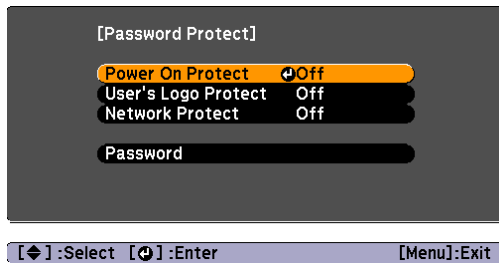 [Password Protect]
Power On Protect Off
User's Logo Protect Off
Network Protect Off
Password
[ ] :Select [ ] :Enter [Menu]:Exit